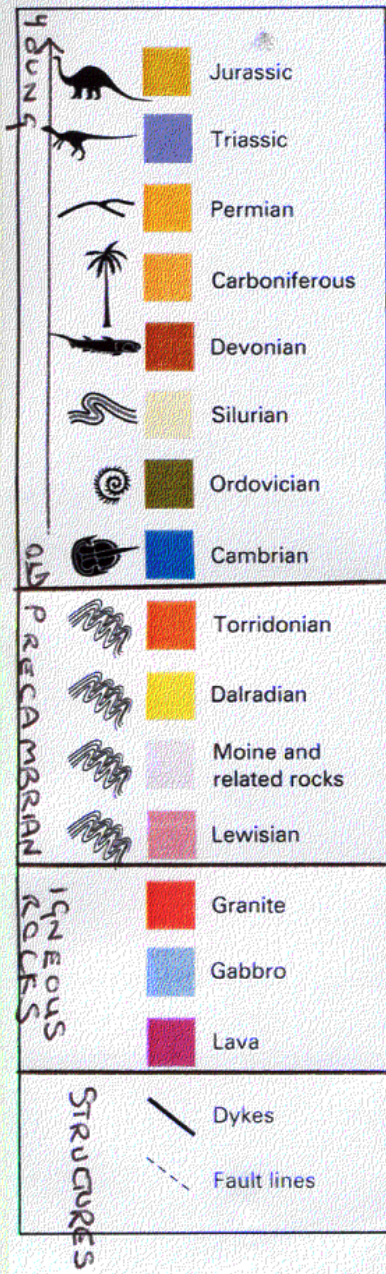 YOUNG
Jurassic
Triassic
Permian
Carboniferous
Devonian
Silurian
Ordovician
OLD
Cambrian
PRECAMBRIAN
Torridonian
Dalradian
Moine and
related rocks
Lewisian
IGNEOUS
ROCKS
Granite
Gabbro
Lava
STRUCTURES
Dykes
Fault lines